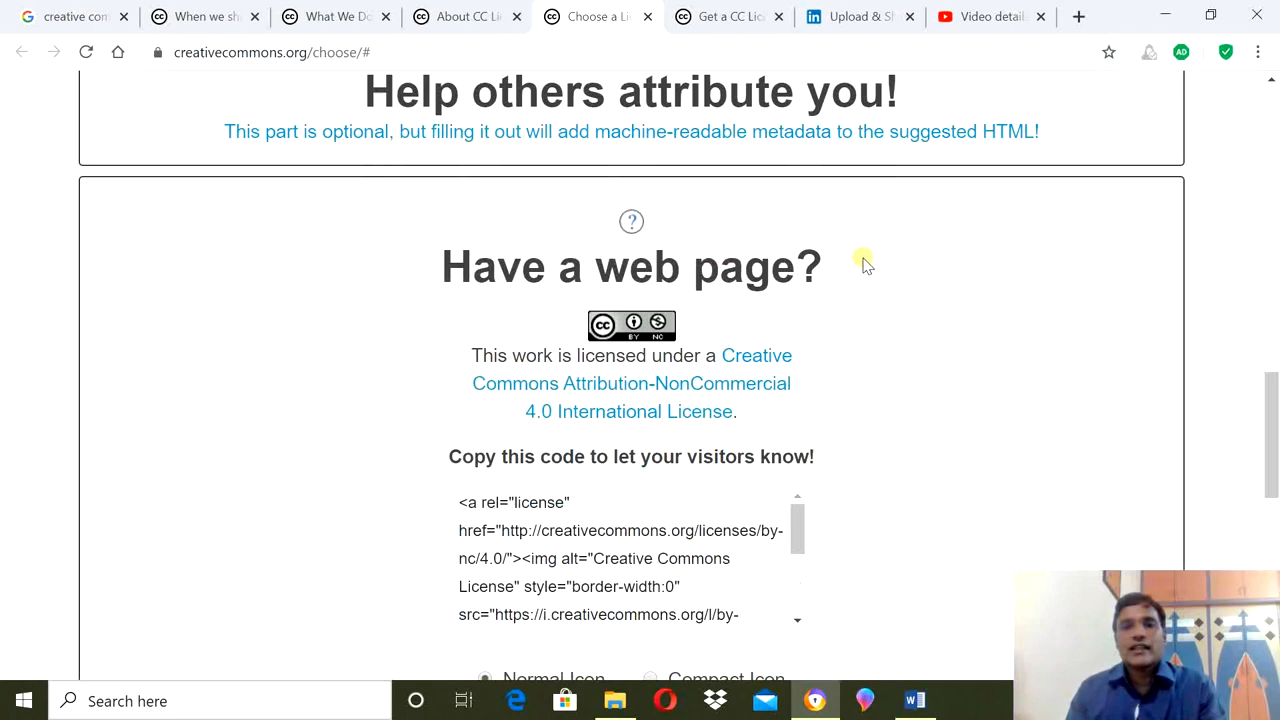 creative com
When we sh
What We Do
About CC Li
Choose a Li
Get a CC Lic
Upload & Sh
Video detail
creativecommons.org/choose/#
AD
Help others attribute you!
This part is optional, but filling it out will add machine-readable metadata to the suggested HTML!
?
Have a web page?
cc
BY NC
This work is licensed under a Creative
Commons Attribution-NonCommercial
4.0 International License.
Copy this code to let your visitors know!
<a rel="license"
href="http://creativecommons.org/licenses/by-
nc/4.0/"><img alt="Creative Commons
License" style="border-width:0"
src="https://i.creativecommons.org/l/by-
Normal Icon
Compact Icon
Search here